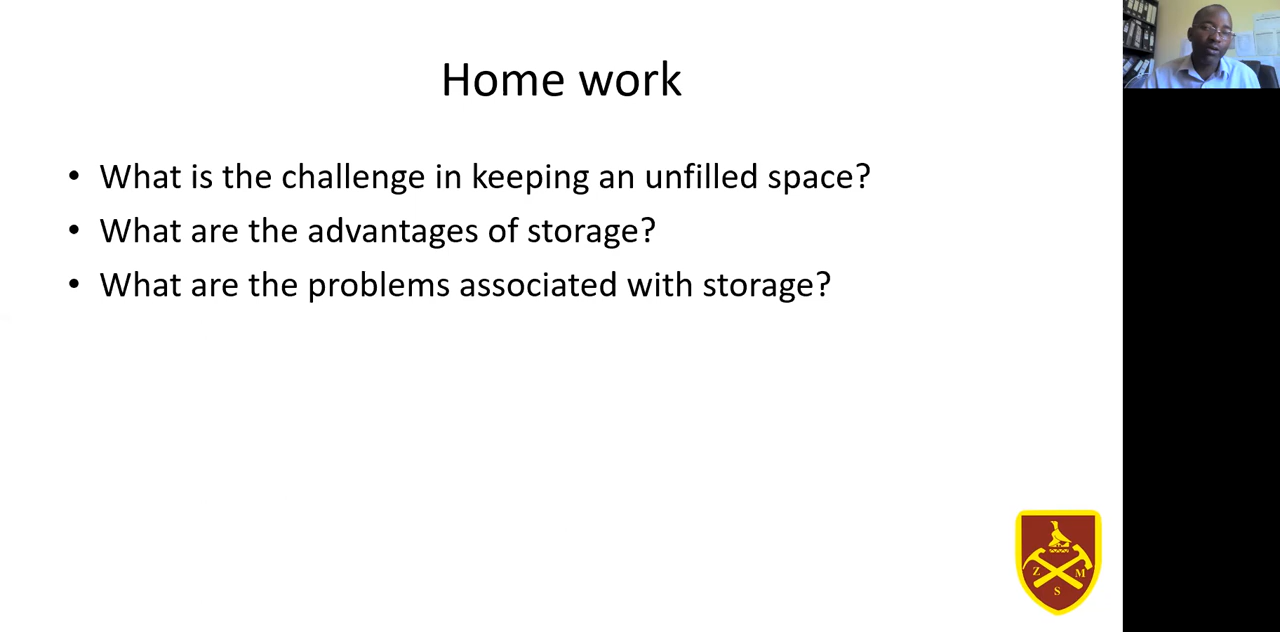 Home work
• What is the challenge in keeping an unfilled space?
• What are the advantages of storage?
• What are the problems associated with storage?
Z M
S